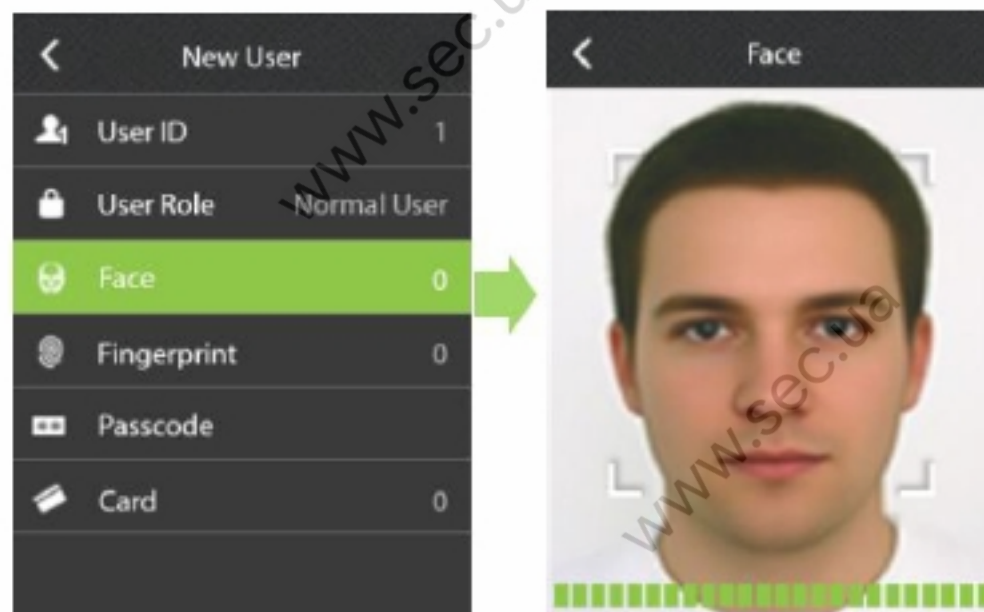 New User
User ID 1
User Role Normal User
Face 0
Fingerprint 0
Passcode
Card 0
Face
www.sec.ua
www.sec.ua